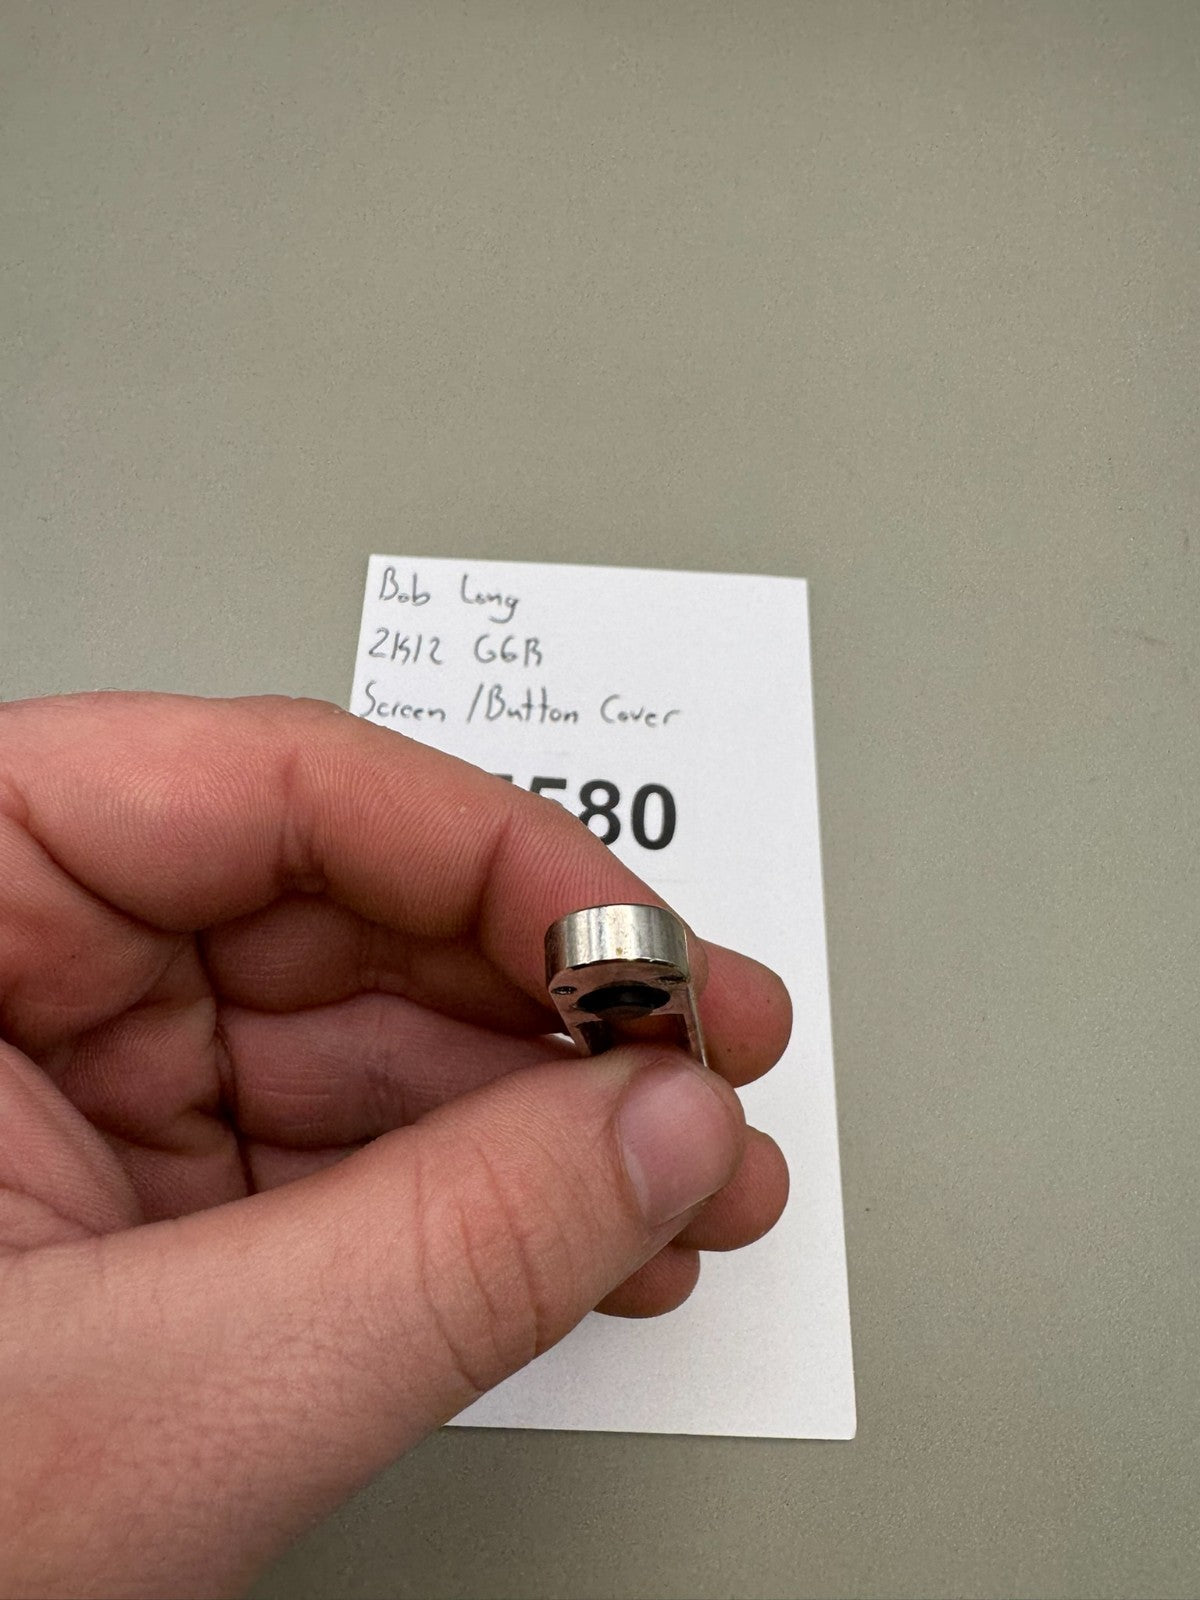 Bob Long
2K12 G6R
Screen /Button Cover
580